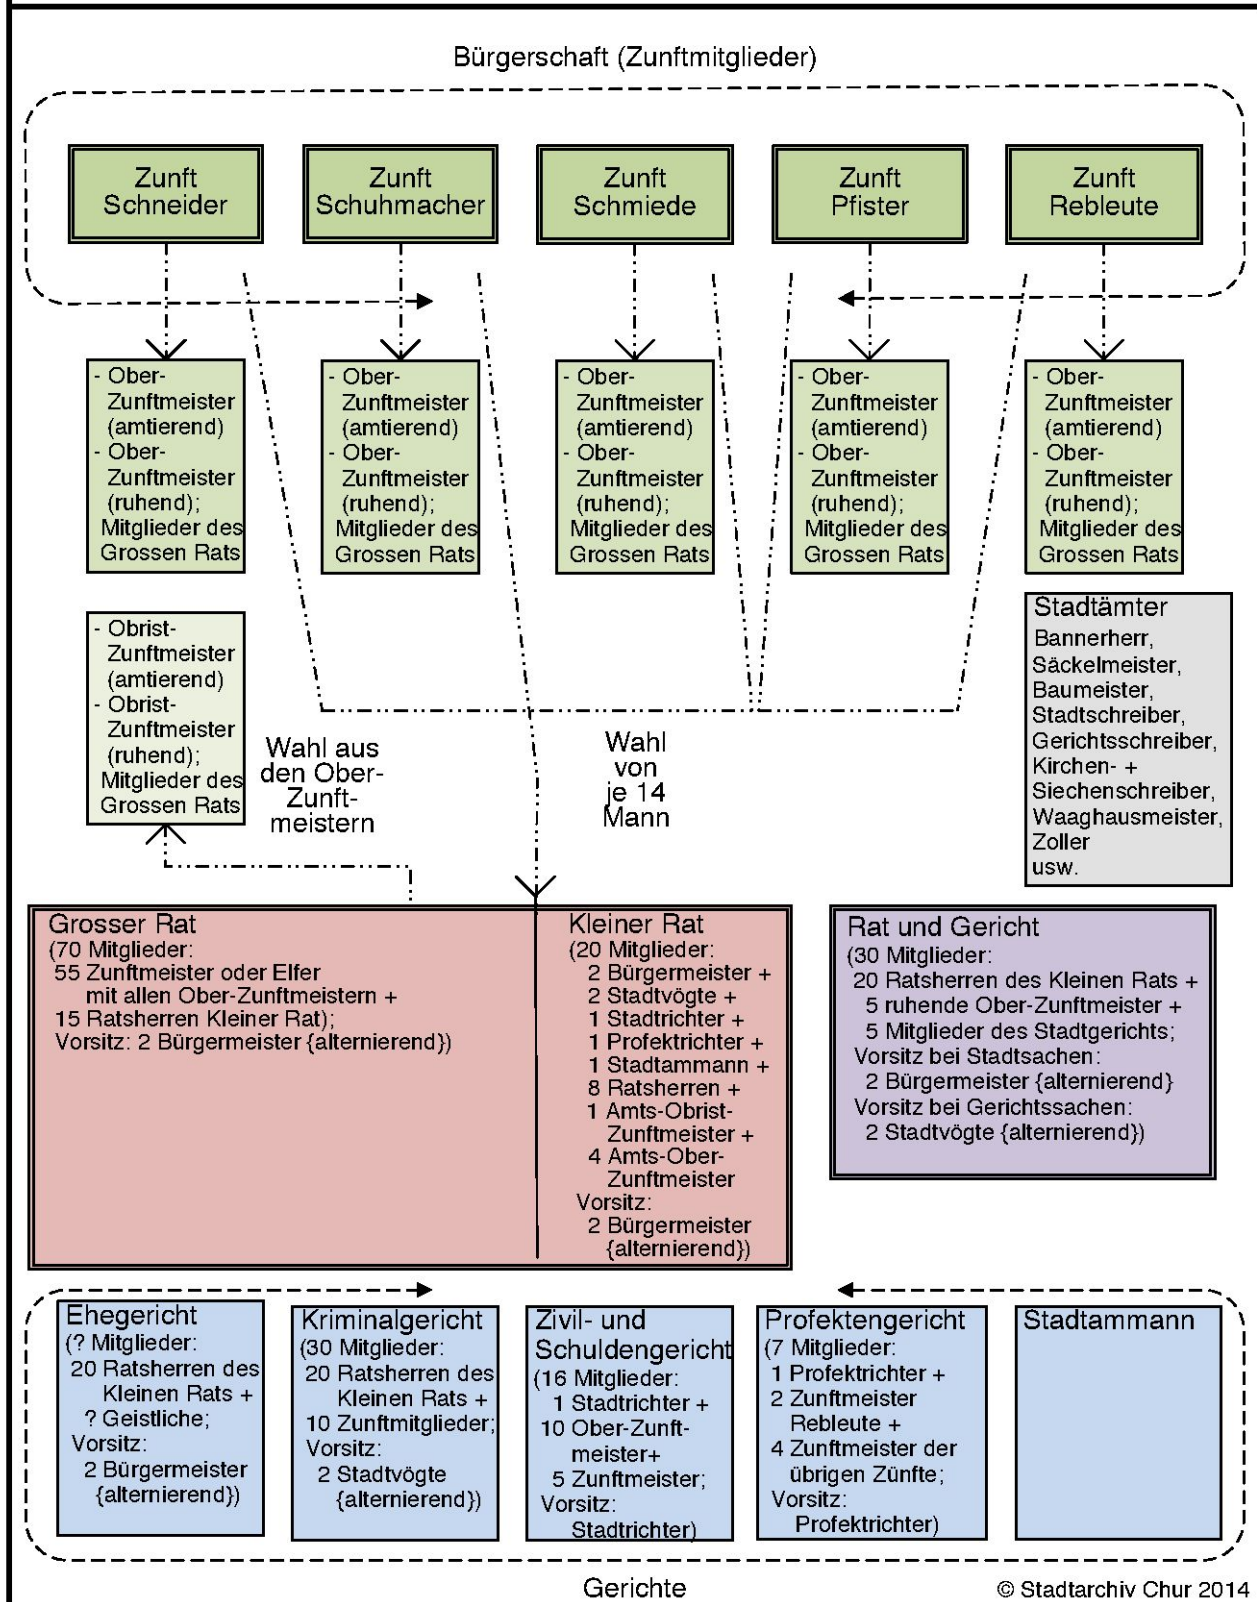 Bürgerschaft (Zunftmitglieder)
Zunft
Schneider
Zunft
Schuhmacher
Zunft
Schmiede
Zunft
Pfister
Zunft
Rebleute
- Ober-
Zunftmeister
(amtierend)
- Ober-
Zunftmeister
(ruhend);
Mitglieder des
Grossen Rats
- Ober-
Zunftmeister
(amtierend)
- Ober-
Zunftmeister
(ruhend);
Mitglieder des
Grossen Rats
- Ober-
Zunftmeister
(amtierend)
- Ober-
Zunftmeister
(ruhend);
Mitglieder des
Grossen Rats
- Ober-
Zunftmeister
(amtierend)
- Ober-
Zunftmeister
(ruhend);
Mitglieder des
Grossen Rats
- Ober-
Zunftmeister
(amtierend)
- Ober-
Zunftmeister
(ruhend);
Mitglieder des
Grossen Rats
- Obrist-
Zunftmeister
(amtierend)
- Obrist-
Zunftmeister
(ruhend);
Mitglieder des
Grossen Rats
Wahl aus
den Ober-
Zunft-
meistern
Wahl
von
je 14
Mann
Stadtämter
Bannerherr,
Säckelmeister,
Baumeister,
Stadtschreiber,
Gerichtsschreiber,
Kirchen- +
Siechenschreiber,
Waaghausmeister,
Zoller
usw.
Grosser Rat
(70 Mitglieder:
55 Zunftmeister oder Elfer
mit allen Ober-Zunftmeistern +
15 Ratsherren Kleiner Rat);
Vorsitz: 2 Bürgermeister {alternierend})
Kleiner Rat
(20 Mitglieder:
2 Bürgermeister +
2 Stadtvögte +
1 Stadtrichter +
1 Profektrichter +
1 Stadtammann +
8 Ratsherren +
1 Amts-Obrist-
Zunftmeister +
4 Amts-Ober-
Zunftmeister
Vorsitz:
2 Bürgermeister
{alternierend})
Rat und Gericht
(30 Mitglieder:
20 Ratsherren des Kleinen Rats +
5 ruhende Ober-Zunftmeister +
5 Mitglieder des Stadtgerichts;
Vorsitz bei Stadtsachen:
2 Bürgermeister {alternierend}
Vorsitz bei Gerichtssachen:
2 Stadtvögte {alternierend})
Ehegericht
(? Mitglieder:
20 Ratsherren des
Kleinen Rats +
? Geistliche;
Vorsitz:
2 Bürgermeister
{alternierend})
Kriminalgericht
(30 Mitglieder:
20 Ratsherren des
Kleinen Rats +
10 Zunftmitglieder;
Vorsitz:
2 Stadtvögte
{alternierend})
Zivil- und
Schuldengericht
(16 Mitglieder:
1 Stadtrichter +
10 Ober-Zunft-
meister+
5 Zunftmeister;
Vorsitz:
Stadtrichter)
Profektengericht
(7 Mitglieder:
1 Profektrichter +
2 Zunftmeister
Rebleute +
4 Zunftmeister der
übrigen Zünfte;
Vorsitz:
Profektrichter)
Stadtammann
Gerichte
© Stadtarchiv Chur 2014